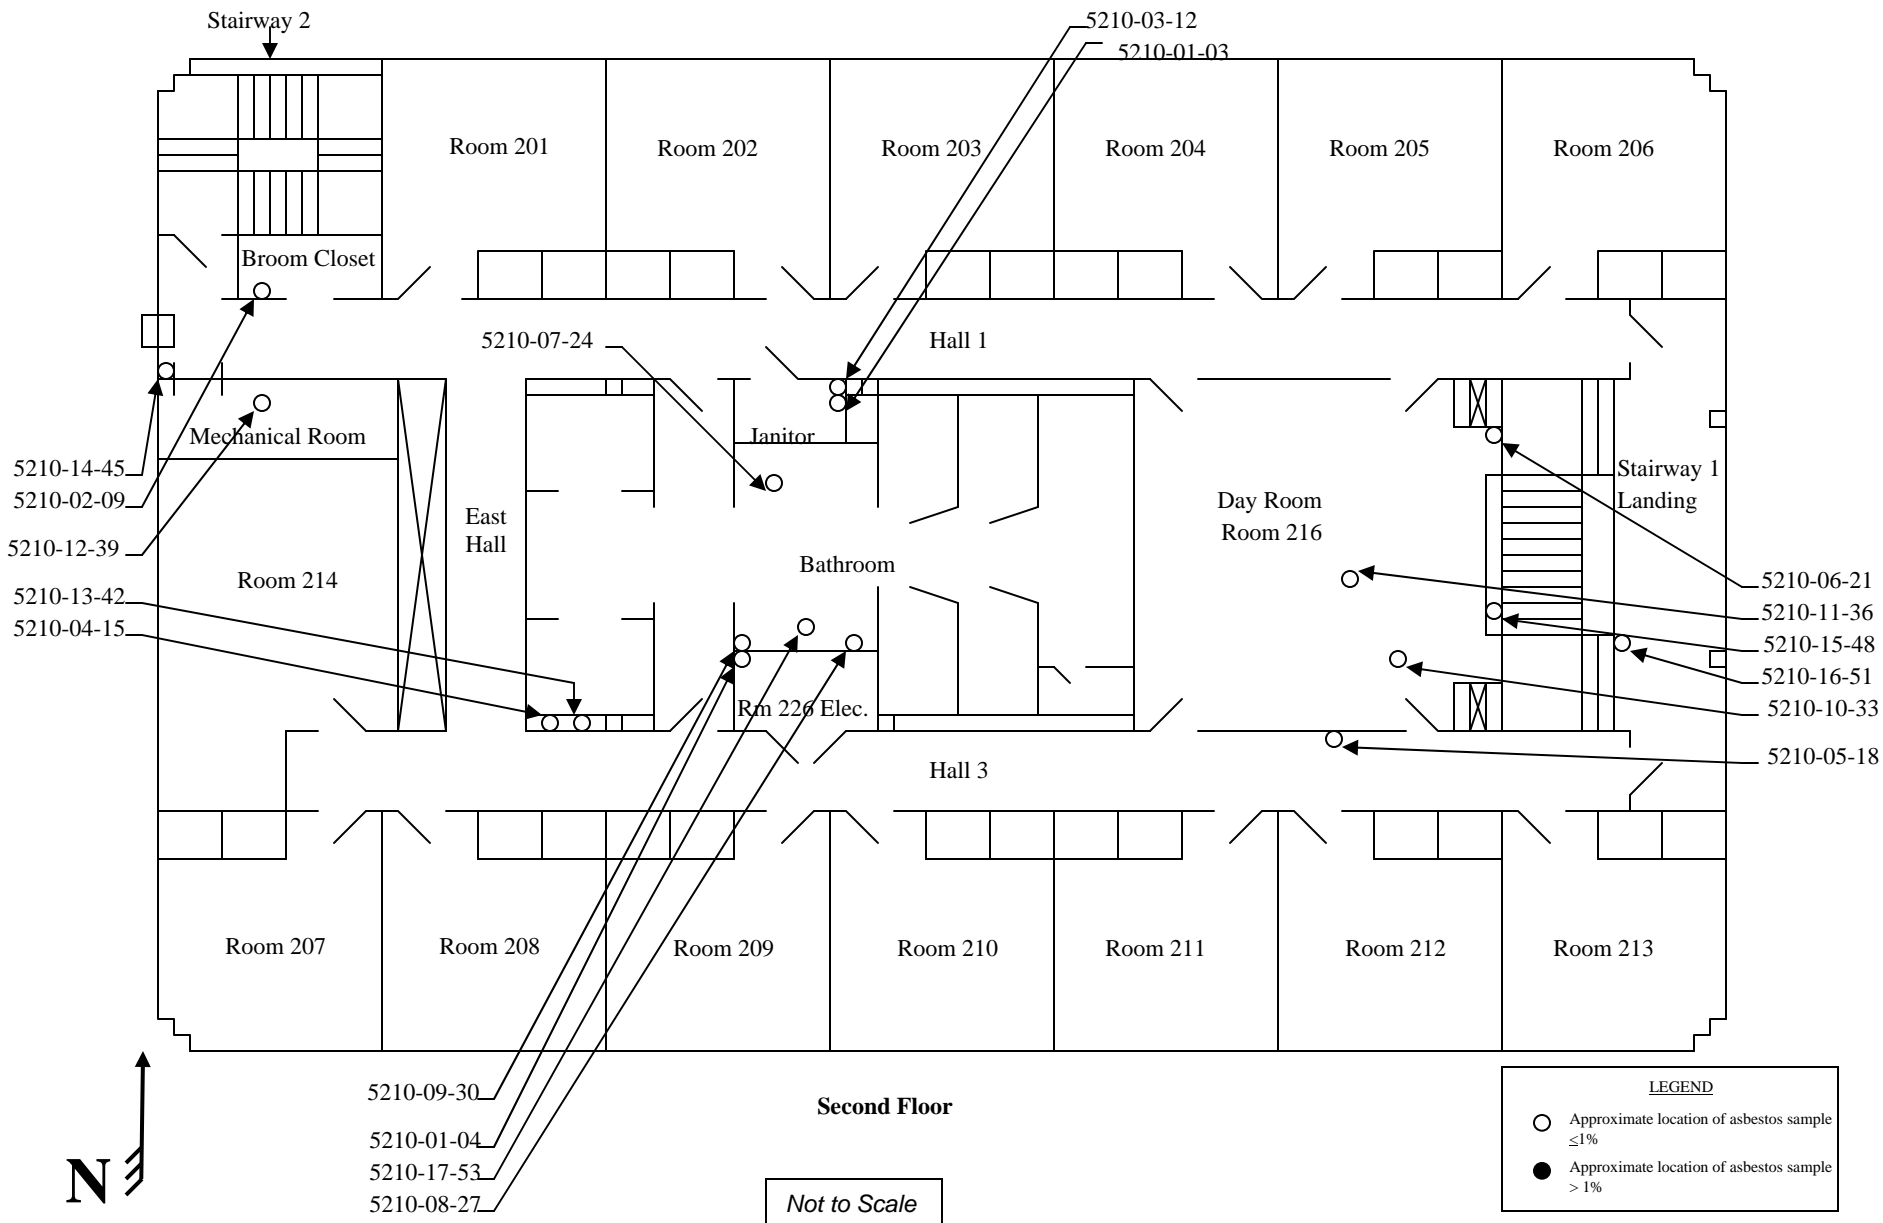 Stairway 2
5210-03-12
5210-01-03
Room 201
Room 202
Room 203
Room 204
Room 205
Room 206
Broom Closet
5210-07-24
Hall 1
Mechanical Room
Janitor
5210-14-45
5210-02-09
5210-12-39
5210-13-42
5210-04-15
Room 214
East
Hall
Bathroom
Day Room
Room 216
Stairway 1
Landing
5210-06-21
5210-11-36
5210-15-48
5210-16-51
5210-10-33
5210-05-18
Rm 226 Elec.
Hall 3
Room 207
Room 208
Room 209
Room 210
Room 211
Room 212
Room 213
5210-09-30
5210-01-04
5210-17-53
5210-08-27
N
Second Floor
Not to Scale
LEGEND
Approximate location of asbestos sample
≤1%
Approximate location of asbestos sample
> 1%